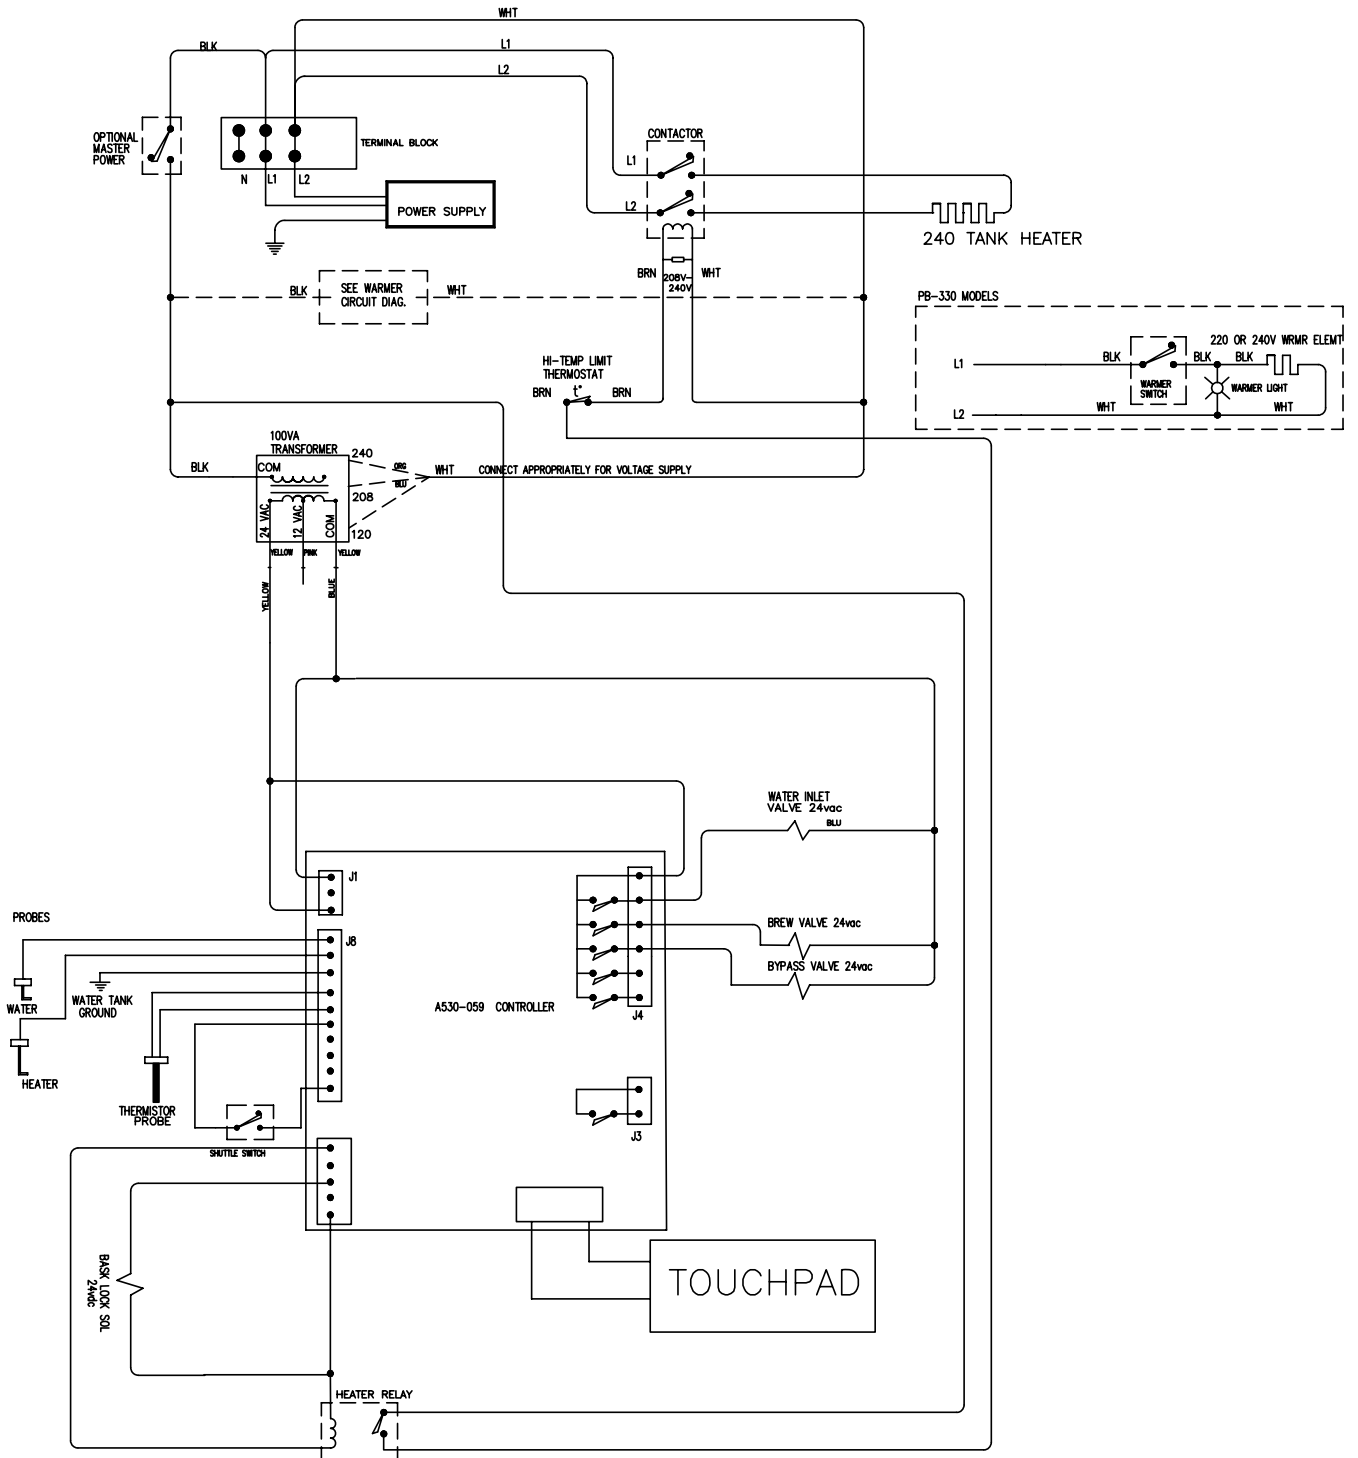 WHT
BLK
L1
L2
OPTIONAL
MASTER
POWER
TERMINAL BLOCK
N L1 L2
POWER SUPPLY
CONTACTOR
L1
L2
240 TANK HEATER
BRN
208V-
240V
WHT
BLK
SEE WARMER
CIRCUIT DIAG.
WHT
PB-330 MODELS
L1
BLK
BLK
BLK
220 OR 240V WRMR ELEMT
WARMER
SWITCH
WARMER LIGHT
L2
WHT
WHT
HI-TEMP LIMIT
THERMOSTAT
BRN
t°
BRN
100VA
TRANSFORMER
240
BLK
COM
ORG
BLU
WHT
CONNECT APPROPRIATELY FOR VOLTAGE SUPPLY
208
24 VAC
12 VAC
COM
120
YELLOW
PINK
YELLOW
YELLOW
BLUE
WATER INLET
VALVE 24vac
BLU
J1
PROBES
J8
BREW VALVE 24vac
BYPASS VALVE 24vac
WATER
WATER TANK
GROUND
A530-059 CONTROLLER
J4
HEATER
THERMISTOR
PROBE
J3
SHUTTLE SWITCH
BASK LOCK SOL
24vdc
TOUCHPAD
HEATER RELAY